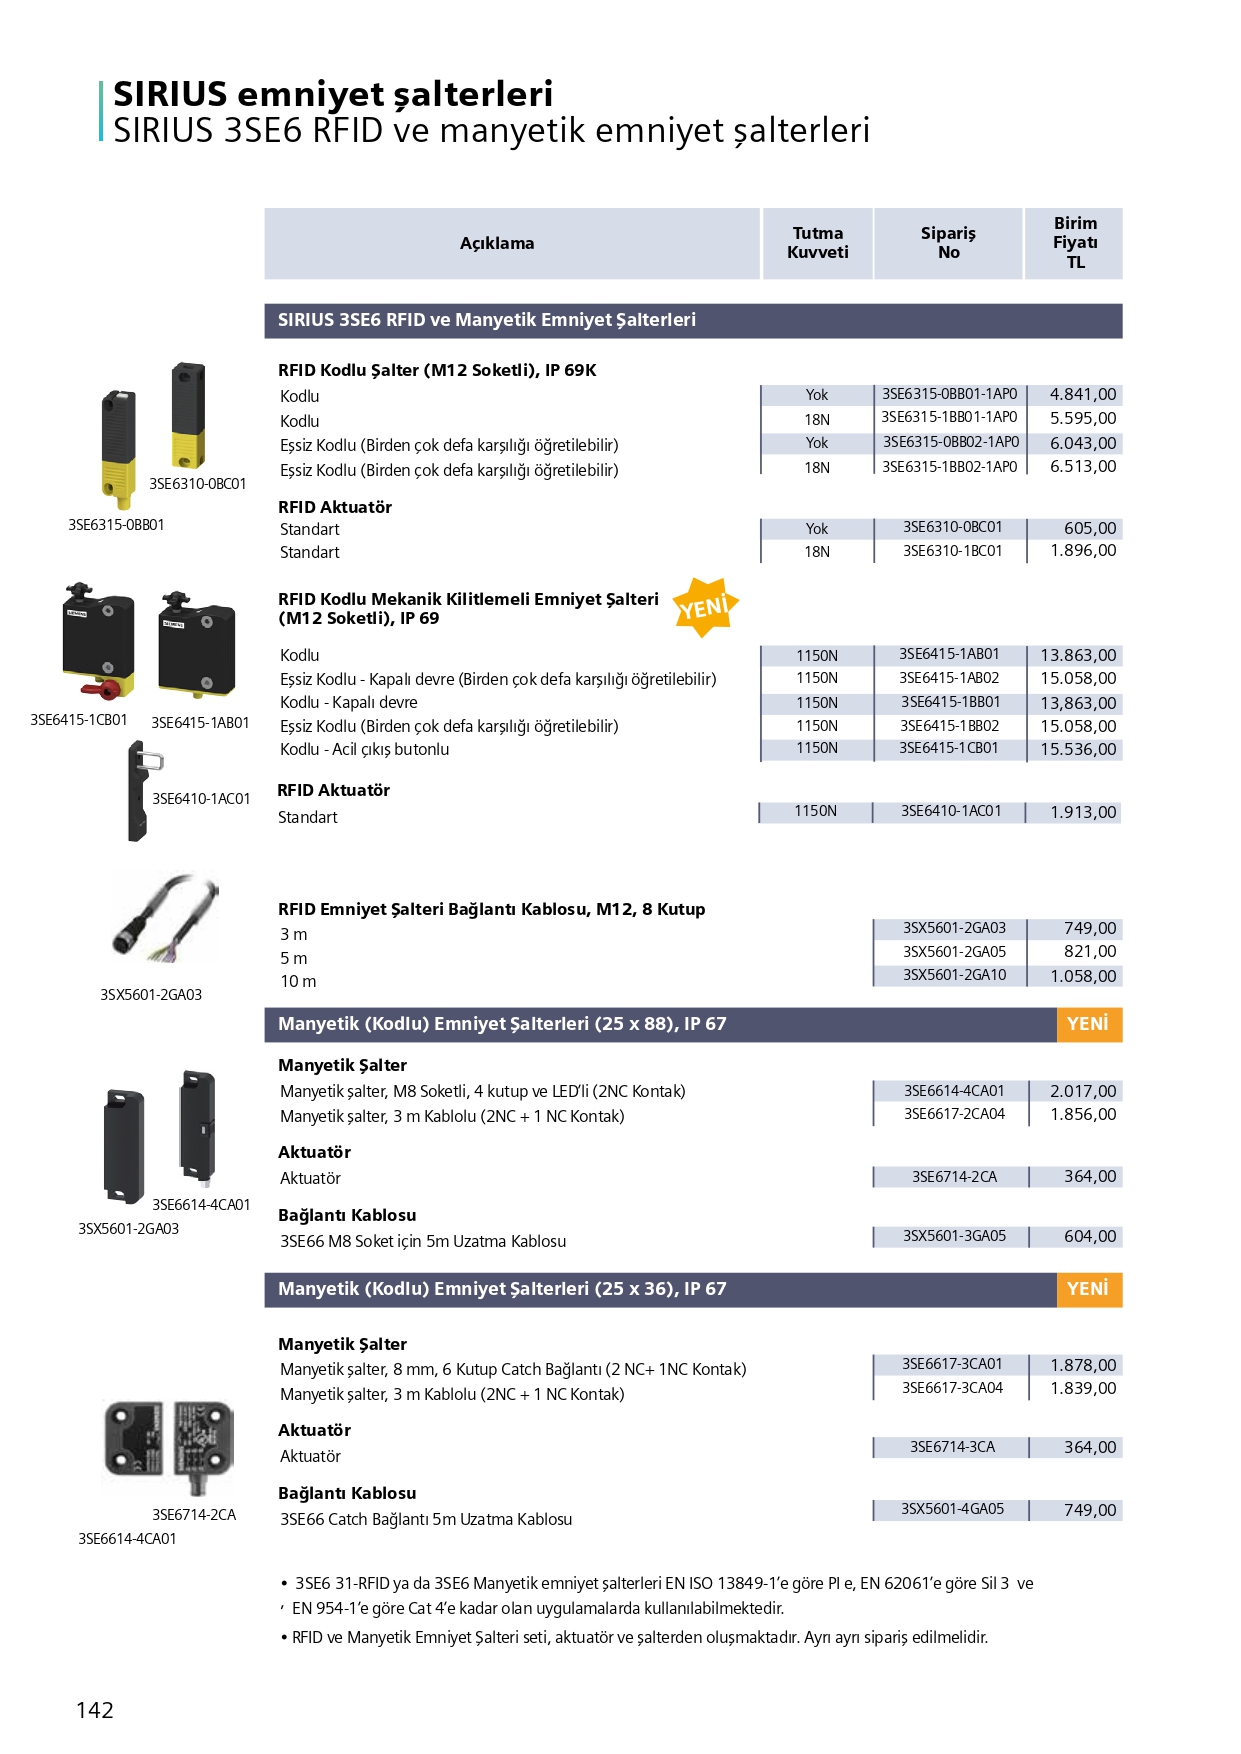 SIRIUS emniyet şalterleri
SIRIUS 3SE6 RFID ve manyetik emniyet şalterleri
Açıklama
Tutma Kuvveti
Sipariş No
Birim Fiyatı TL
SIRIUS 3SE6 RFID ve Manyetik Emniyet Şalterleri
RFID Kodlu Şalter (M12 Soketli), IP 69K
Kodlu Yok 3SE6315-0BB01-1AP0 4.841,00
Kodlu 18N 3SE6315-1BB01-1AP0 5.595,00
Eşsiz Kodlu (Birden çok defa karşılığı öğretilebilir) Yok 3SE6315-0BB02-1AP0 6.043,00
Eşsiz Kodlu (Birden çok defa karşılığı öğretilebilir) 18N 3SE6315-1BB02-1AP0 6.513,00
3SE6310-0BC01
3SE6315-0BB01
RFID Aktuatör
Standart Yok 3SE6310-0BC01 605,00
Standart 18N 3SE6310-1BC01 1.896,00
RFID Kodlu Mekanik Kilitlemeli Emniyet Şalteri
(M12 Soketli), IP 69
YENİ
Kodlu 1150N 3SE6415-1AB01 13.863,00
Eşsiz Kodlu - Kapalı devre (Birden çok defa karşılığı öğretilebilir) 1150N 3SE6415-1AB02 15.058,00
Kodlu - Kapalı devre 1150N 3SE6415-1BB01 13,863,00
Eşsiz Kodlu (Birden çok defa karşılığı öğretilebilir) 1150N 3SE6415-1BB02 15.058,00
Kodlu - Acil çıkış butonlu 1150N 3SE6415-1CB01 15.536,00
SIEMENS
SIEMENS
3SE6415-1CB01
3SE6415-1AB01
3SE6410-1AC01
RFID Aktuatör
Standart 1150N 3SE6410-1AC01 1.913,00
RFID Emniyet Şalteri Bağlantı Kablosu, M12, 8 Kutup
3 m 3SX5601-2GA03 749,00
5 m 3SX5601-2GA05 821,00
10 m 3SX5601-2GA10 1.058,00
3SX5601-2GA03
Manyetik (Kodlu) Emniyet Şalterleri (25 x 88), IP 67 YENİ
Manyetik Şalter
Manyetik şalter, M8 Soketli, 4 kutup ve LED’li (2NC Kontak) 3SE6614-4CA01 2.017,00
Manyetik şalter, 3 m Kablolu (2NC + 1 NC Kontak) 3SE6617-2CA04 1.856,00
Aktuatör
Aktuatör 3SE6714-2CA 364,00
3SE6614-4CA01
3SX5601-2GA03
Bağlantı Kablosu
3SE66 M8 Soket için 5m Uzatma Kablosu 3SX5601-3GA05 604,00
Manyetik (Kodlu) Emniyet Şalterleri (25 x 36), IP 67 YENİ
Manyetik Şalter
Manyetik şalter, 8 mm, 6 Kutup Catch Bağlantı (2 NC+ 1NC Kontak) 3SE6617-3CA01 1.878,00
Manyetik şalter, 3 m Kablolu (2NC + 1 NC Kontak) 3SE6617-3CA04 1.839,00
Aktuatör
Aktuatör 3SE6714-3CA 364,00
Bağlantı Kablosu
3SE66 Catch Bağlantı 5m Uzatma Kablosu 3SX5601-4GA05 749,00
3SE6714-2CA
3SE6614-4CA01
• 3SE6 31-RFID ya da 3SE6 Manyetik emniyet şalterleri EN ISO 13849-1’e göre Pl e, EN 62061’e göre Sil 3 ve
‘ EN 954-1’e göre Cat 4’e kadar olan uygulamalarda kullanılabilmektedir.
• RFID ve Manyetik Emniyet Şalteri seti, aktuatör ve şalterden oluşmaktadır. Ayrı ayrı sipariş edilmelidir.
142